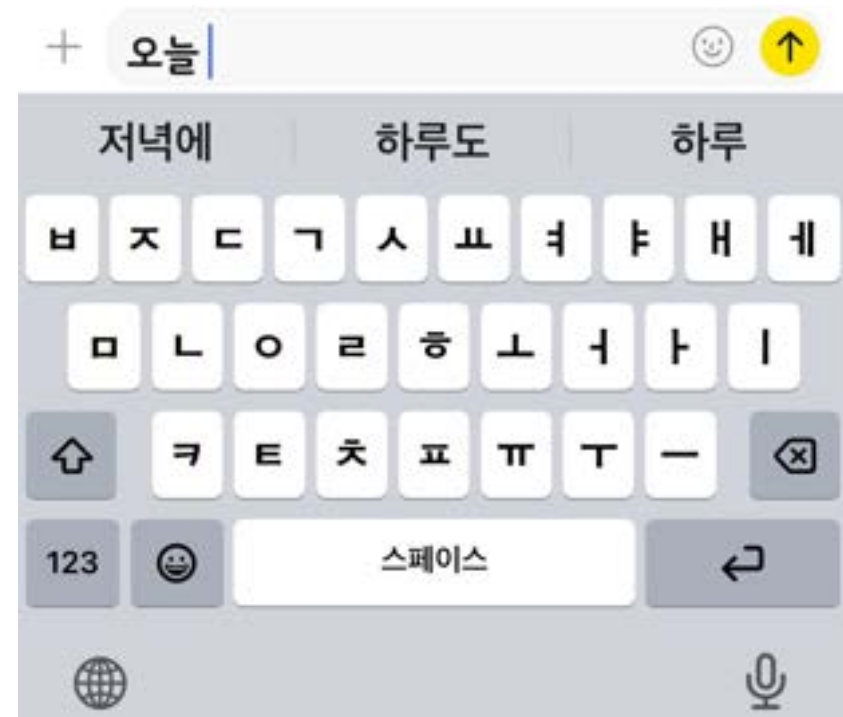 오늘
저녁에 하루도 하루
ㅂ ㅈ ㄷ ㄱ ㅅ ㅛ ㅕ ㅑ ㅐ ㅔ
ㅁ ㄴ ㅇ ㄹ ㅎ ㅗ ㅓ ㅏ ㅣ
ㅋ ㅌ ㅊ ㅍ ㅠ ㅜ ㅡ
123 스페이스